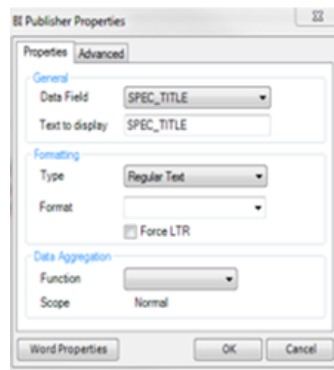 BI Publisher Properties
Properties Advanced
General
Data Field SPEC_TITLE
Text to display SPEC_TITLE
Formatting
Type Regular Text
Format
Force LTR
Data Aggregation
Function
Scope Normal
Word Properties OK Cancel